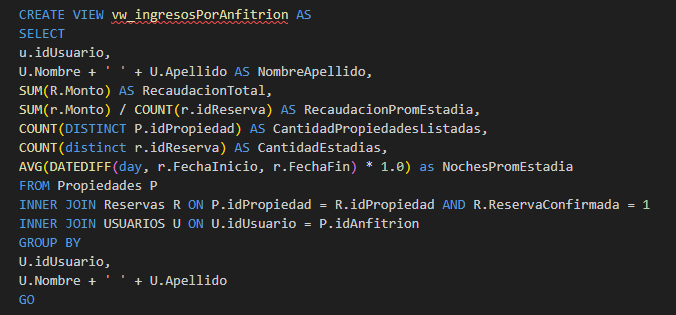 CREATE VIEW vw_ingresosPorAnfitrion AS
SELECT
u.idUsuario,
U.Nombre + ' ' + U.Apellido AS NombreApellido,
SUM(R.Monto) AS RecaudacionTotal,
SUM(r.Monto) / COUNT(r.idReserva) AS RecaudacionPromEstadia,
COUNT(DISTINCT P.idPropiedad) AS CantidadPropiedadesListadas,
COUNT(distinct r.idReserva) AS CantidadEstadias,
AVG(DATEDIFF(day, r.FechaInicio, r.FechaFin) * 1.0) as NochesPromEstadia
FROM Propiedades P
INNER JOIN Reservas R ON P.idPropiedad = R.idPropiedad AND R.ReservaConfirmada = 1
INNER JOIN USUARIOS U ON U.idUsuario = P.idAnfitrion
GROUP BY
U.idUsuario,
U.Nombre + ' ' + U.Apellido
GO